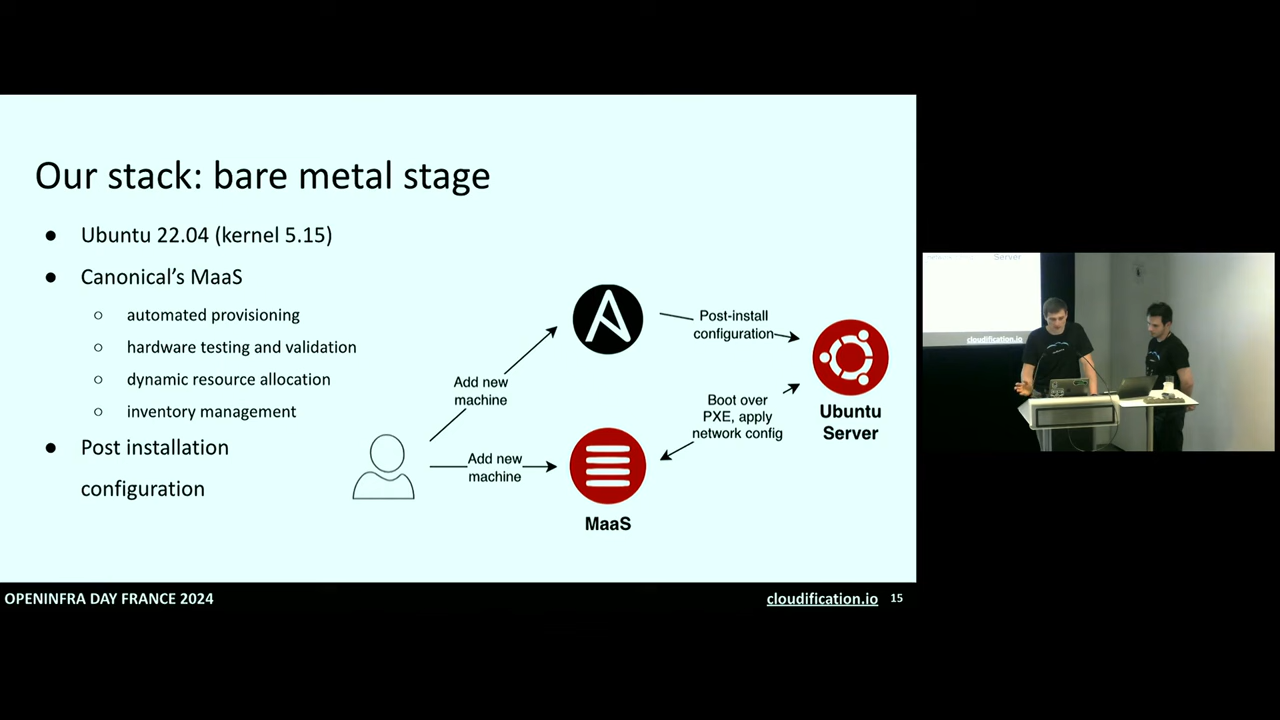 Our stack: bare metal stage
● Ubuntu 22.04 (kernel 5.15)
● Canonical's MaaS
○ automated provisioning
○ hardware testing and validation
○ dynamic resource allocation
○ inventory management
● Post installation
configuration
Add new
machine
Add new
machine
MaaS
Post-install
configuration
Boot over
PXE, apply
network config
Ubuntu
Server
OPENINFRA DAY FRANCE 2024
cloudification.io
15
Server
cloudification.io